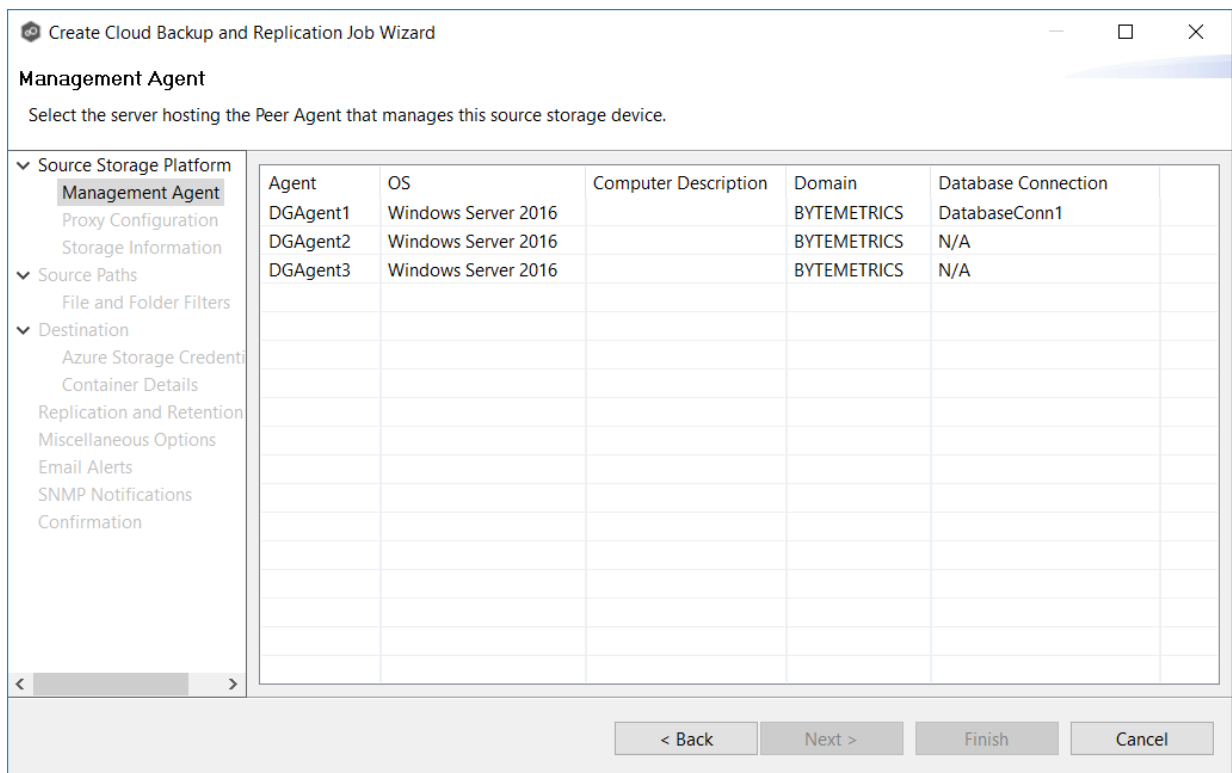 Create Cloud Backup and Replication Job Wizard
Management Agent
Select the server hosting the Peer Agent that manages this source storage device.
Source Storage Platform
Management Agent
Proxy Configuration
Storage Information
Source Paths
File and Folder Filters
Destination
Azure Storage Credenti
Container Details
Replication and Retention
Miscellaneous Options
Email Alerts
SNMP Notifications
Confirmation
Agent OS Computer Description Domain Database Connection
DGAgent1 Windows Server 2016 BYTEMETRICS DatabaseConn1
DGAgent2 Windows Server 2016 BYTEMETRICS N/A
DGAgent3 Windows Server 2016 BYTEMETRICS N/A
< Back Next > Finish Cancel